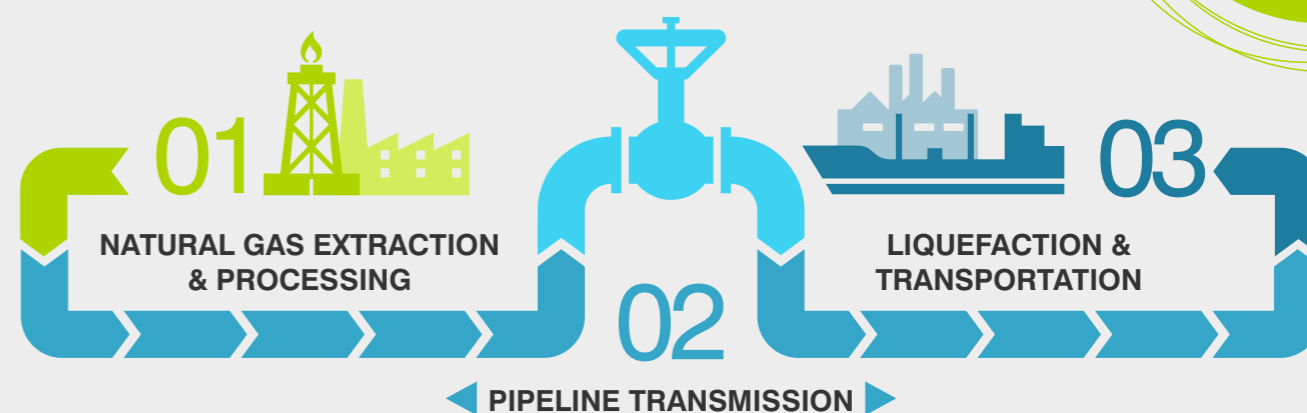 01
NATURAL GAS EXTRACTION
& PROCESSING
02
PIPELINE TRANSMISSION
03
LIQUEFACTION &
TRANSPORTATION